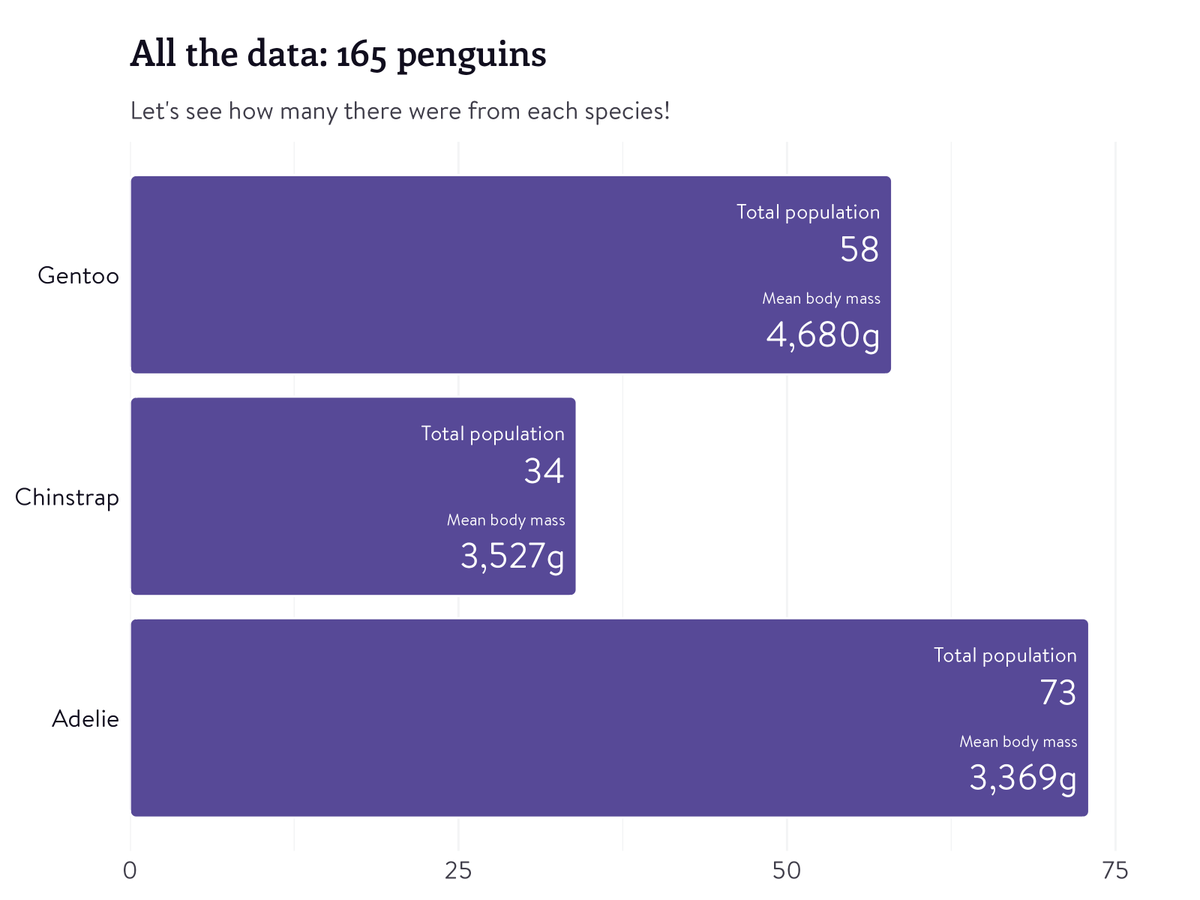 All the data: 165 penguins
Let's see how many there were from each species!
Gentoo
Total population
58
Mean body mass
4,680g
Chinstrap
Total population
34
Mean body mass
3,527g
Adelie
Total population
73
Mean body mass
3,369g
0 25 50 75